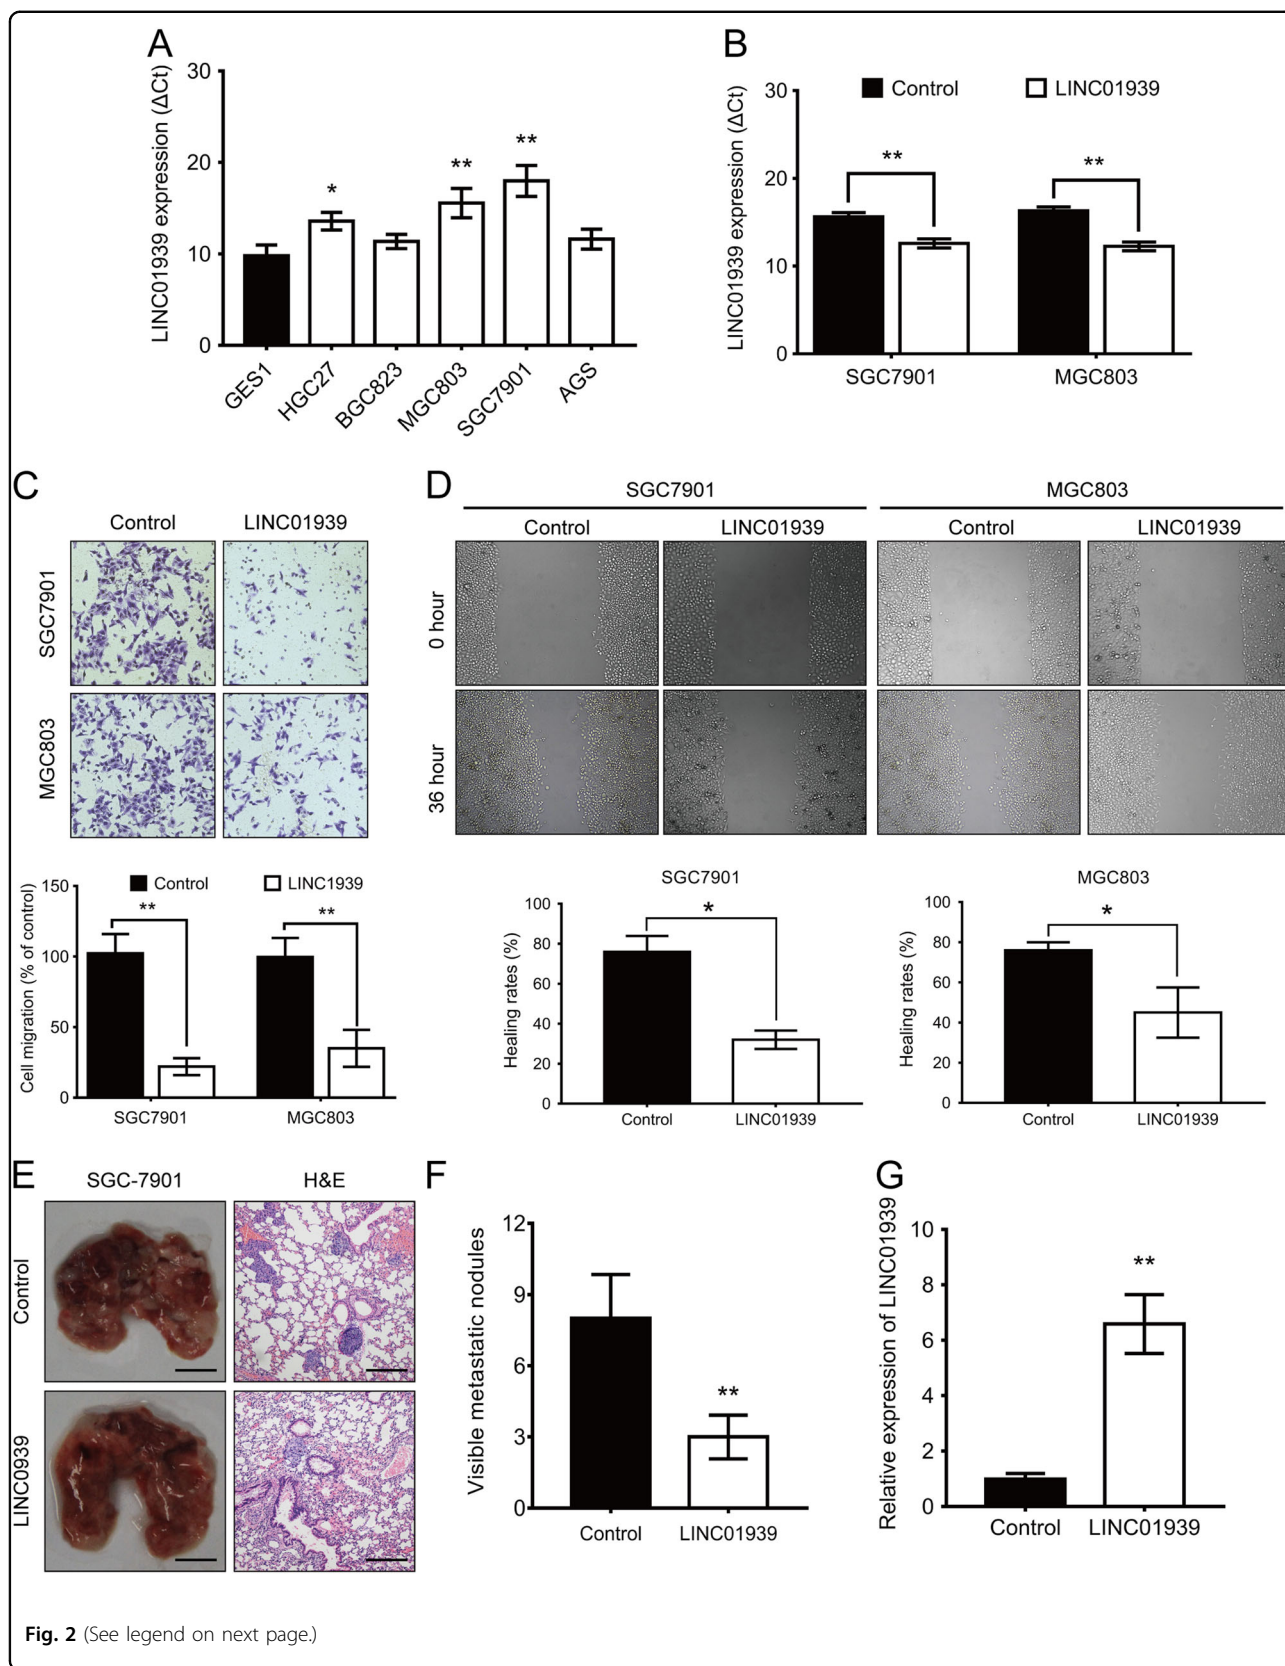 A
LINC01939 expression (ΔCt)
30
20
10
0
*
**
**
GES1
HGC27
BGC823
MGC803
SGC7901
AGS
B
LINC01939 expression (ΔCt)
30
20
10
0
Control
LINC01939
**
**
SGC7901
MGC803
C
Control
LINC01939
SGC7901
MGC803
Cell migration (% of control)
150
100
50
0
Control
LINC1939
**
**
SGC7901
MGC803
D
SGC7901
MGC803
Control
LINC01939
Control
LINC01939
0 hour
36 hour
SGC7901
Healing rates (%)
100
80
60
40
20
0
*
Control
LINC01939
MGC803
Healing rates (%)
100
80
60
40
20
0
*
Control
LINC01939
E
SGC-7901
H&E
Control
LINC0939
F
Visible metastatic nodules
12
9
6
3
0
**
Control
LINC01939
G
Relative expression of LINC01939
10
8
6
4
2
0
**
Control
LINC01939
Fig. 2 (See legend on next page.)